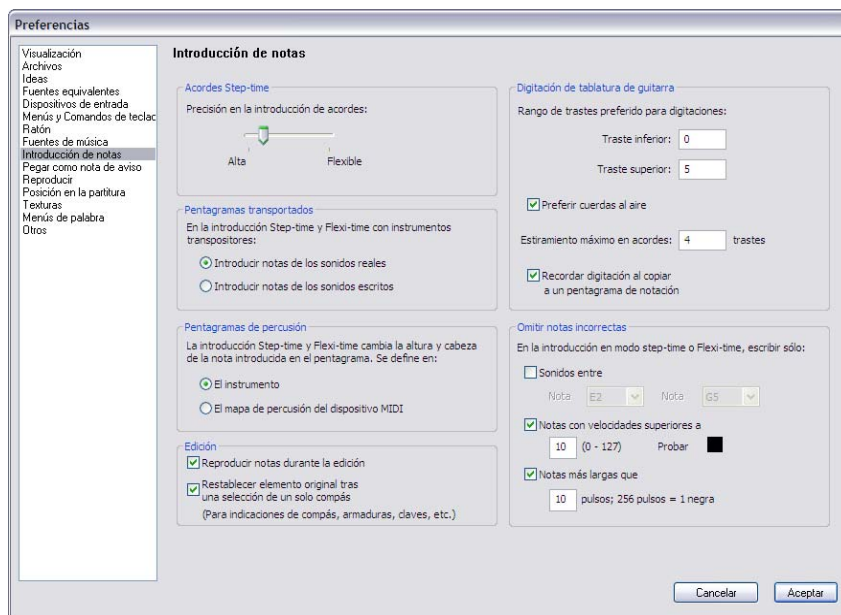 Preferencias
Visualización
Archivos
Ideas
Fuentes equivalentes
Dispositivos de entrada
Menús y Comandos de teclac
Ratón
Fuentes de música
Introducción de notas
Pegar como nota de aviso
Reproducir
Posición en la partitura
Texturas
Menús de palabra
Otros
Introducción de notas
Acordes Step-time
Precisión en la introducción de acordes:
Alta Flexible
Pentagramas transportados
En la introducción Step-time y Flexi-time con instrumentos
transpositores:
Introducir notas de los sonidos reales
Introducir notas de los sonidos escritos
Pentagramas de percusión
La introducción Step-time y Flexi-time cambia la altura y cabeza
de la nota introducida en el pentagrama. Se define en:
El instrumento
El mapa de percusión del dispositivo MIDI
Edición
Reproducir notas durante la edición
Restablecer elemento original tras
una selección de un solo compás
(Para indicaciones de compás, armaduras, claves, etc.)
Digitación de tablatura de guitarra
Rango de trastes preferido para digitaciones:
Traste inferior: 0
Traste superior: 5
Preferir cuerdas al aire
Estiramiento máximo en acordes: 4 trastes
Recordar digitación al copiar
a un pentagrama de notación
Omitir notas incorrectas
En la introducción en modo step-time o Flexi-time, escribir sólo:
Sonidos entre
Nota E2 Nota G5
Notas con velocidades superiores a
10 (0 - 127) Probar
Notas más largas que
10 pulsos; 256 pulsos = 1 negra
Cancelar Aceptar